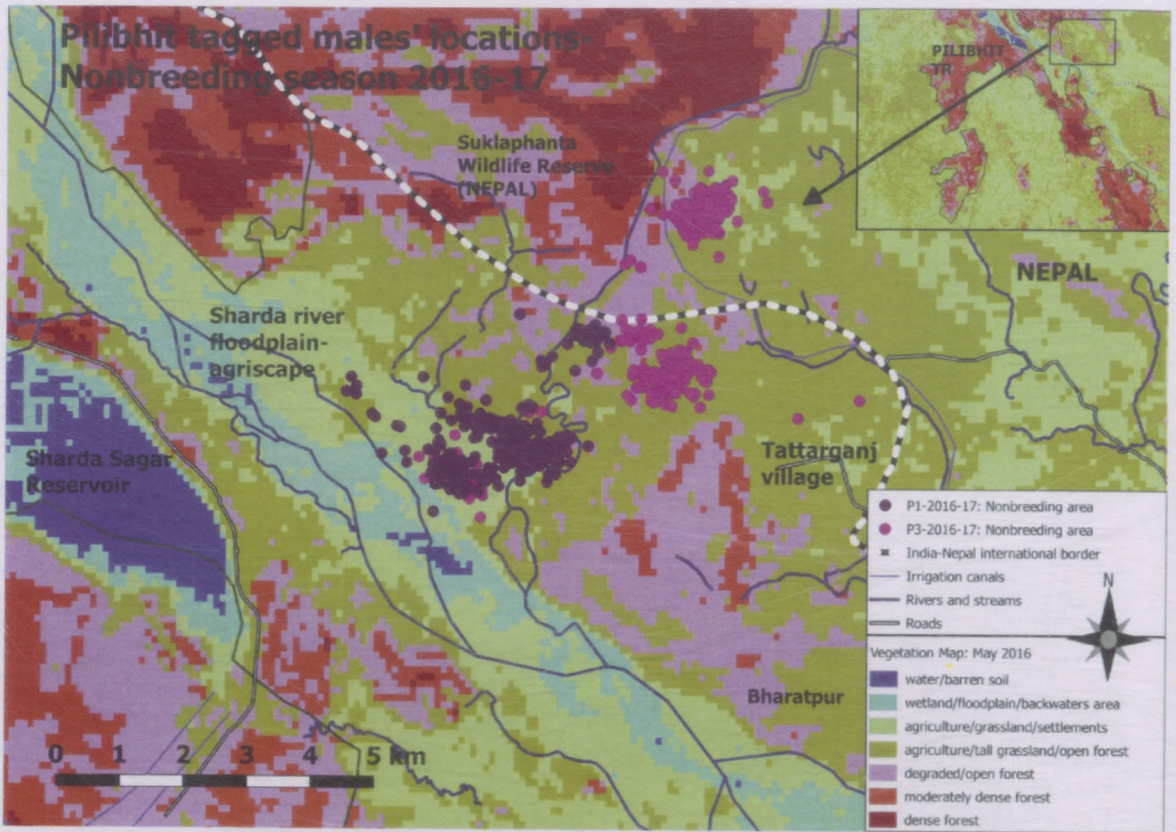 Pilibhit tagged males' locations-
Nonbreeding season 2016-17
PILIBHIT
TR
Suklaphanta
Wildlife Reserve
(NEPAL)
NEPAL
Sharda river
floodplain-
agriscape
Sharda Sagar
Reservoir
Tattarganj
village
Bharatpur
0 1 2 3 4 5 km
P1-2016-17: Nonbreeding area
P3-2016-17: Nonbreeding area
India-Nepal international border
Irrigation canals
Rivers and streams
Roads
N
Vegetation Map: May 2016
water/barren soil
wetland/floodplain/backwaters area
agriculture/grassland/settlements
agriculture/tall grassland/open forest
degraded/open forest
moderately dense forest
dense forest